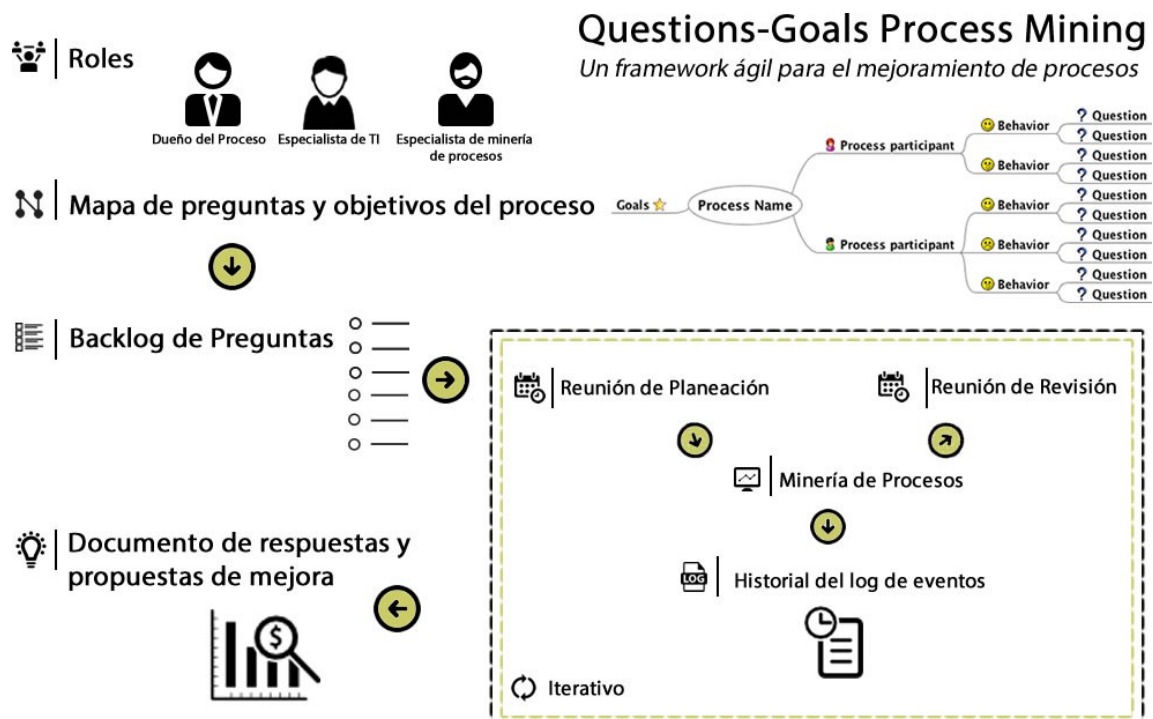 Questions-Goals Process Mining
Un framework ágil para el mejoramiento de procesos
Roles
Dueño del Proceso
Especialista de TI
Especialista de minería
de procesos
Mapa de preguntas y objetivos del proceso
Goals
Process Name
Process participant
Behavior
? Question
? Question
Behavior
? Question
? Question
Process participant
Behavior
? Question
? Question
Behavior
? Question
? Question
Behavior
? Question
? Question
Backlog de Preguntas
Reunión de Planeación
Reunión de Revisión
Minería de Procesos
LOG
Historial del log de eventos
Iterativo
Documento de respuestas y
propuestas de mejora
$